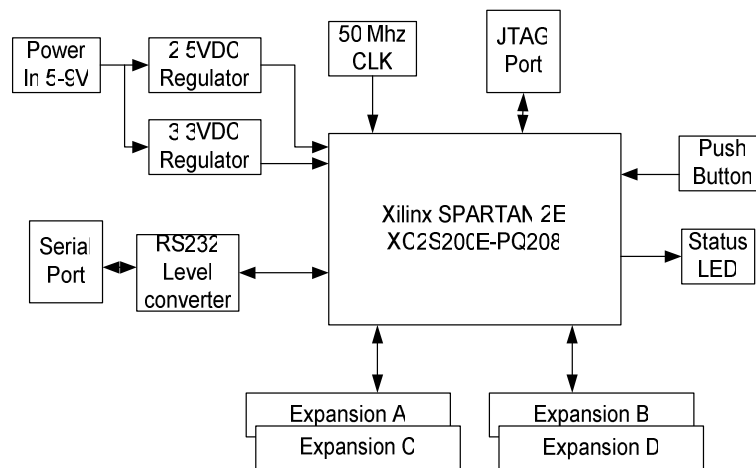 Power
In 5-9V
2.5VDC
Regulator
50 Mhz
CLK
JTAG
Port
3.3VDC
Regulator
Push
Button
Xilinx SPARTAN 2E
XC2S200E-PQ208
Serial
Port
RS232
Level
converter
Status
LED
Expansion A
Expansion C
Expansion B
Expansion D